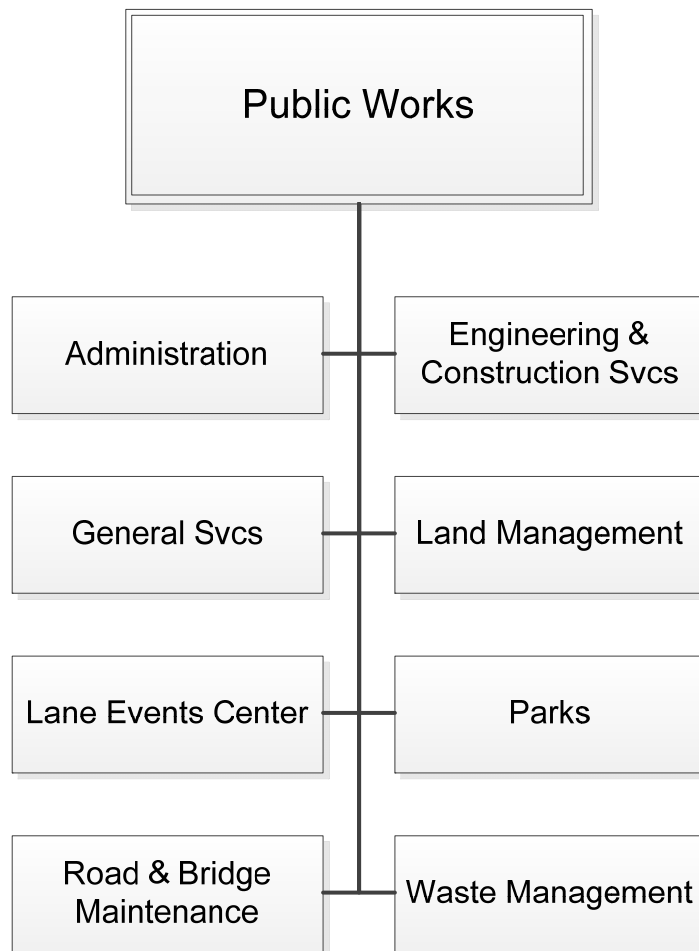 Public Works
Administration
Engineering &
Construction Svcs
General Svcs
Land Management
Lane Events Center
Parks
Road & Bridge
Maintenance
Waste Management